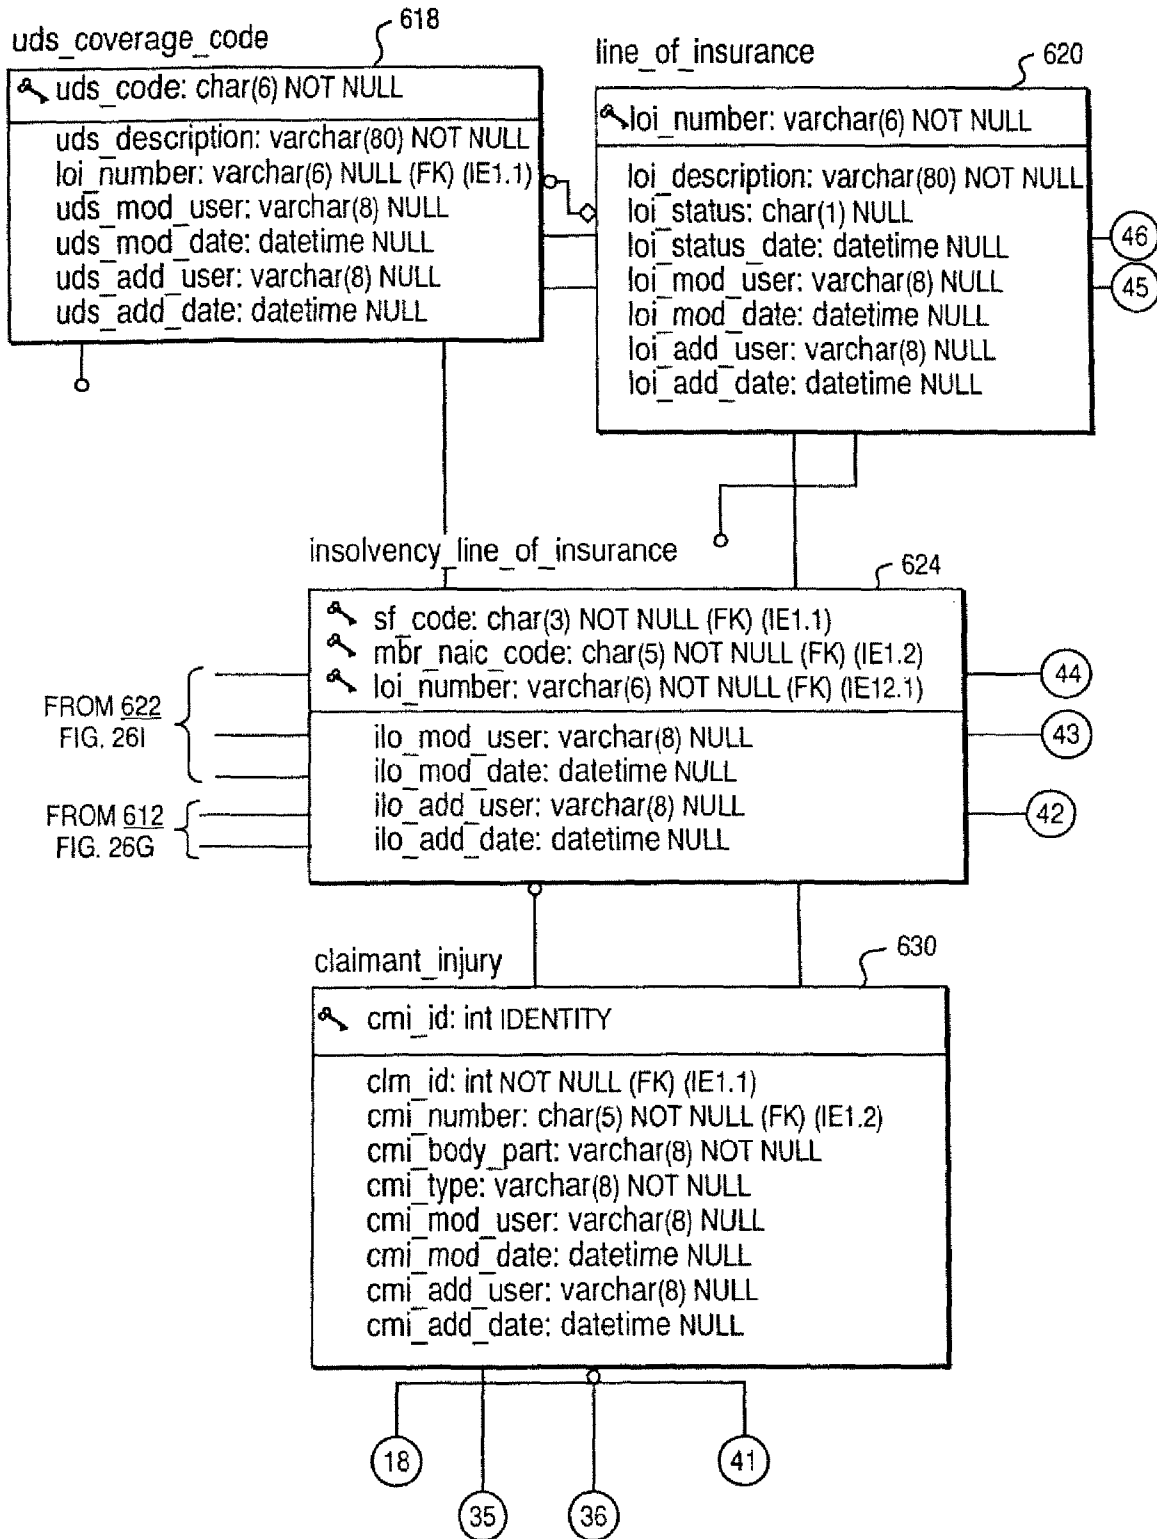 618
uds_coverage_code
uds_code: char(6) NOT NULL
uds_description: varchar(80) NOT NULL
loi_number: varchar(6) NULL (FK) (IE1.1)
uds_mod_user: varchar(8) NULL
uds_mod_date: datetime NULL
uds_add_user: varchar(8) NULL
uds_add_date: datetime NULL
line_of_insurance
620
loi_number: varchar(6) NOT NULL
loi_description: varchar(80) NOT NULL
loi_status: char(1) NULL
loi_status_date: datetime NULL
loi_mod_user: varchar(8) NULL
loi_mod_date: datetime NULL
loi_add_user: varchar(8) NULL
loi_add_date: datetime NULL
46
45
insolvency_line_of_insurance
624
sf_code: char(3) NOT NULL (FK) (IE1.1)
mbr_naic_code: char(5) NOT NULL (FK) (IE1.2)
loi_number: varchar(6) NOT NULL (FK) (IE12.1)
ilo_mod_user: varchar(8) NULL
ilo_mod_date: datetime NULL
ilo_add_user: varchar(8) NULL
ilo_add_date: datetime NULL
FROM 622
FIG. 26I
FROM 612
FIG. 26G
44
43
42
claimant_injury
630
cmi_id: int IDENTITY
clm_id: int NOT NULL (FK) (IE1.1)
cmi_number: char(5) NOT NULL (FK) (IE1.2)
cmi_body_part: varchar(8) NOT NULL
cmi_type: varchar(8) NOT NULL
cmi_mod_user: varchar(8) NULL
cmi_mod_date: datetime NULL
cmi_add_user: varchar(8) NULL
cmi_add_date: datetime NULL
18
41
35
36